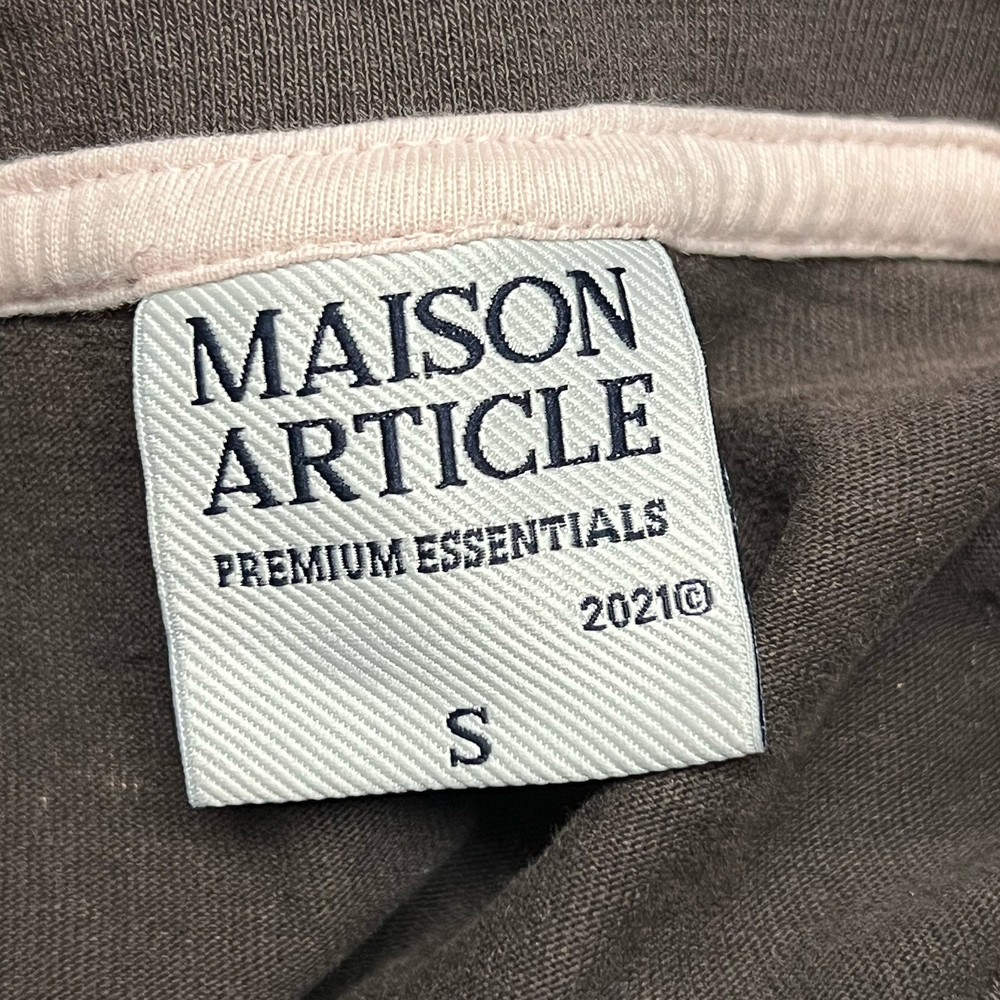 MAISON
ARTICLE
PREMIUM ESSENTIALS
2021©
S